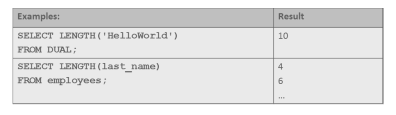 Examples: Result
SELECT LENGTH('HelloWorld') 10
FROM DUAL;
SELECT LENGTH(last_name) 4
FROM employees; 6
...